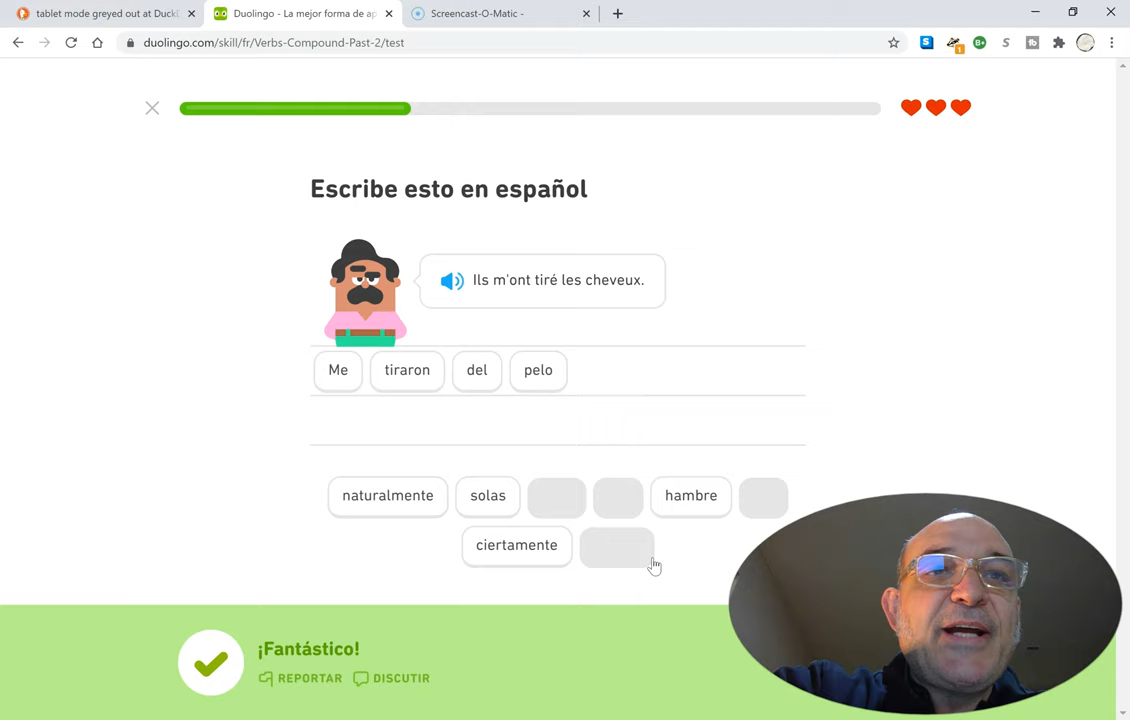 tablet mode greyed out at Duck
Duolingo - La mejor forma de ap
Screencast-O-Matic -
duolingo.com/skill/fr/Verbs-Compound-Past-2/test
Escribe esto en español
Ils m'ont tiré les cheveux.
Me tiraron del pelo
naturalmente solas hambre
ciertamente
¡Fantástico!
REPORTAR DISCUTIR